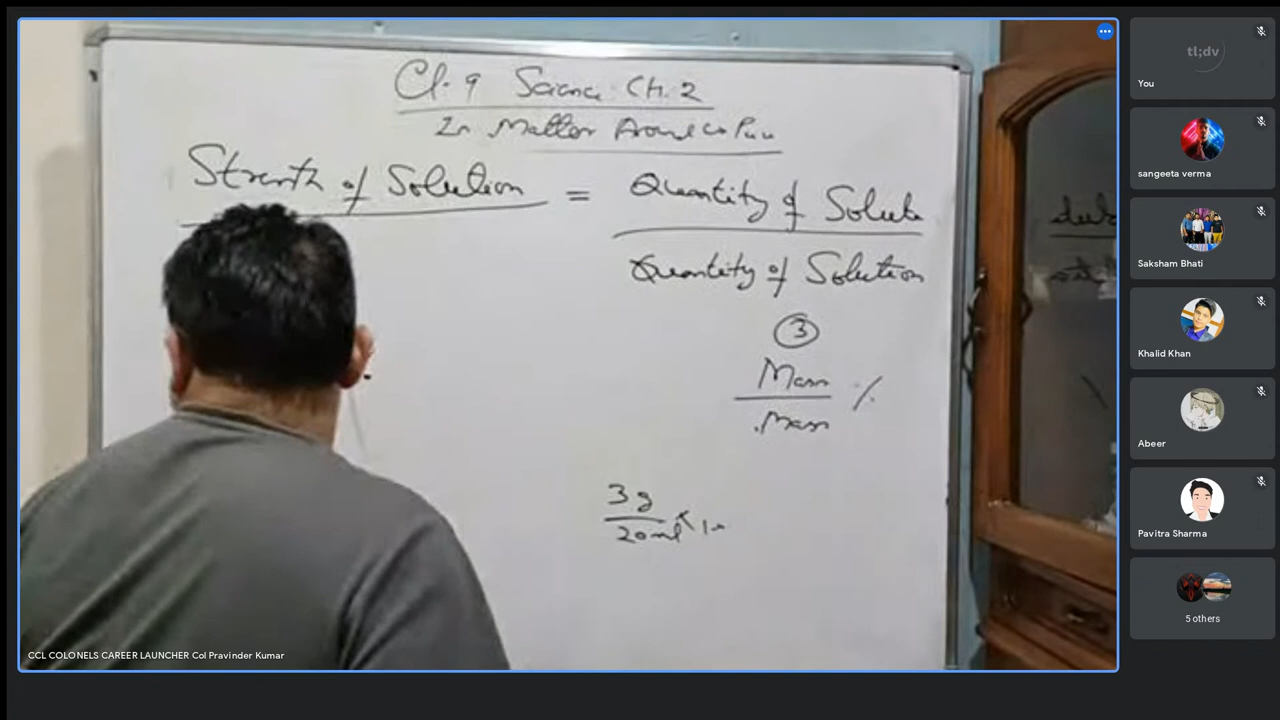 Cl. 9 Science Ch. 2
Is Matter Around Us Pure
Strenth of Solution = Quantity of Solute
Quantity of Solution
3
Mass
Mass
%
3g
20ml
×
CCL COLONELS CAREER LAUNCHER Col Pravinder Kumar
tl;dv
You
sangeeta verma
Saksham Bhati
Khalid Khan
Abeer
Pavitra Sharma
5 others